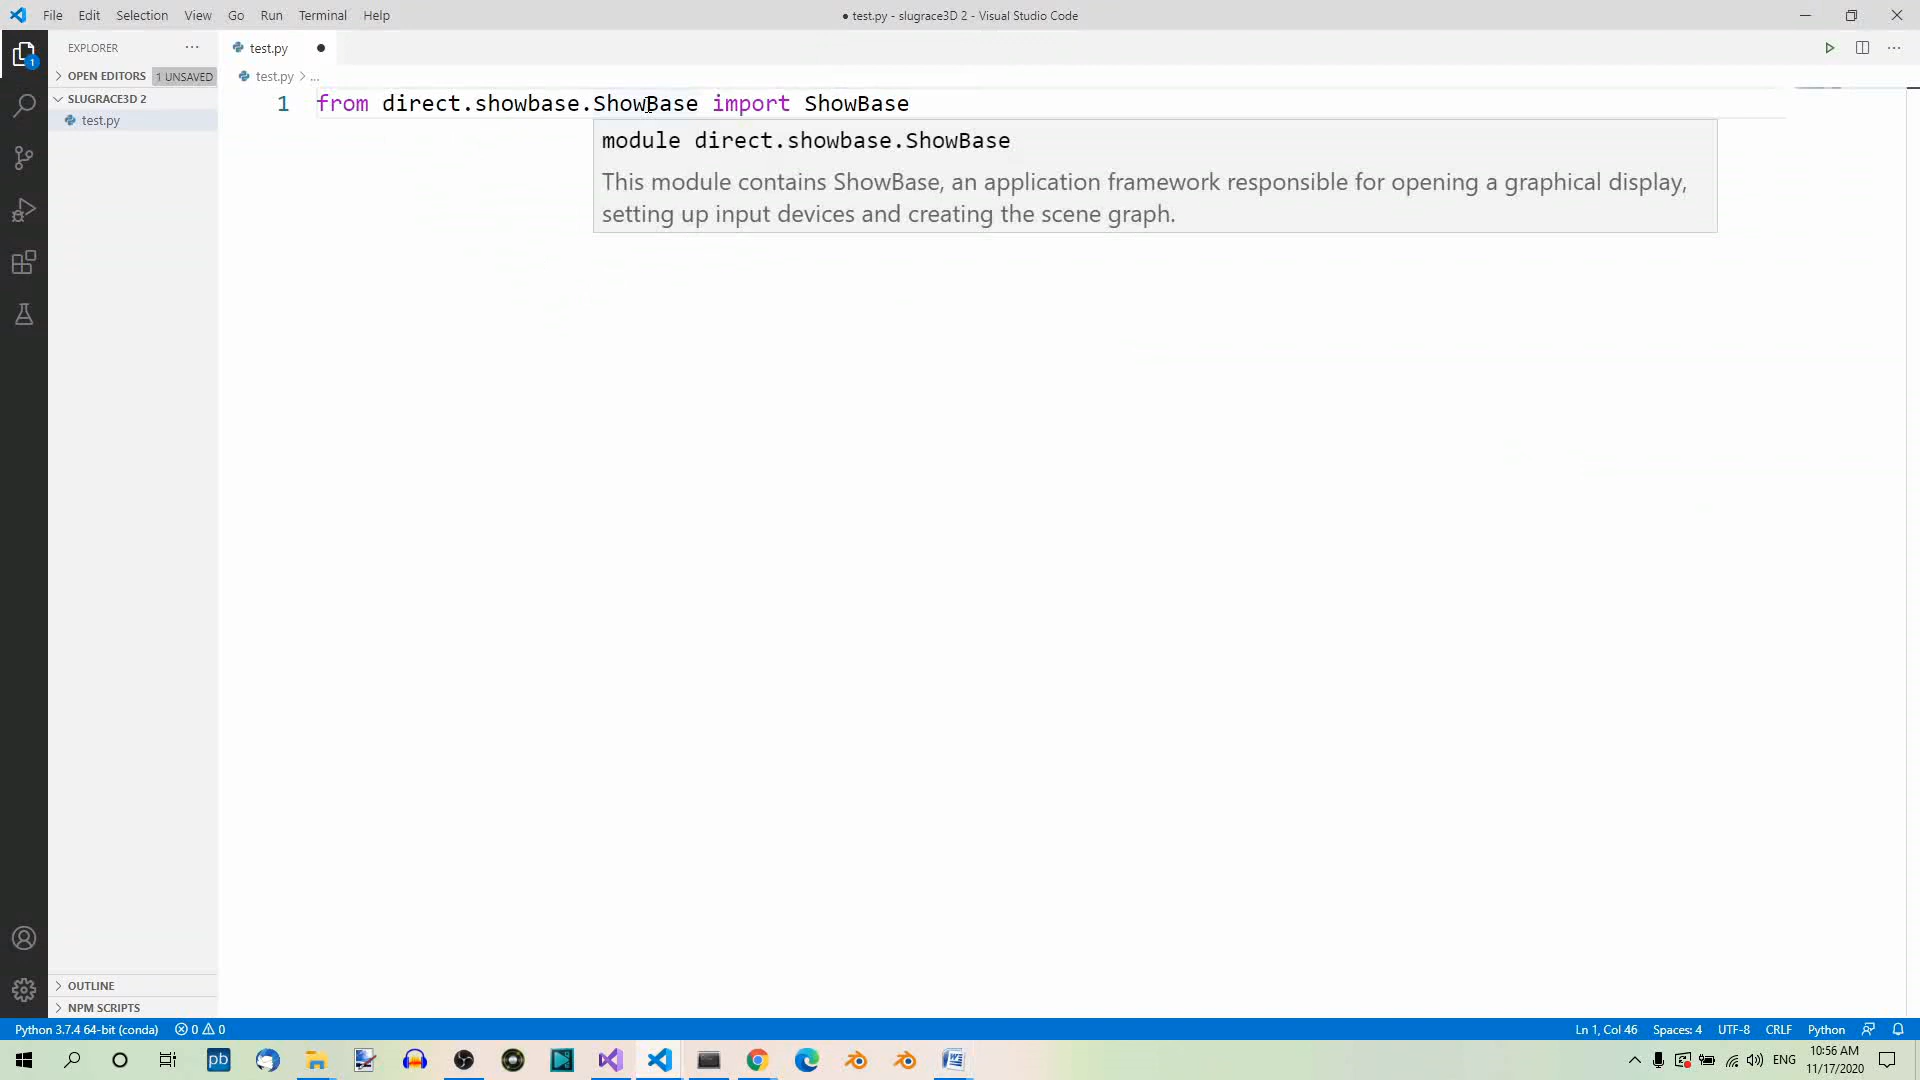 File Edit Selection View Go Run Terminal Help
● test.py - slugrace3D 2 - Visual Studio Code
EXPLORER
test.py
OPEN EDITORS 1 UNSAVED
test.py > ...
SLUGRACE3D 2
test.py
1 from direct.showbase.ShowBase import ShowBase
module direct.showbase.ShowBase
This module contains ShowBase, an application framework responsible for opening a graphical display,
setting up input devices and creating the scene graph.
OUTLINE
NPM SCRIPTS
Python 3.7.4 64-bit (conda) 0 0 Ln 1, Col 46 Spaces: 4 UTF-8 CRLF Python
pb ENG 10:56 AM
11/17/2020